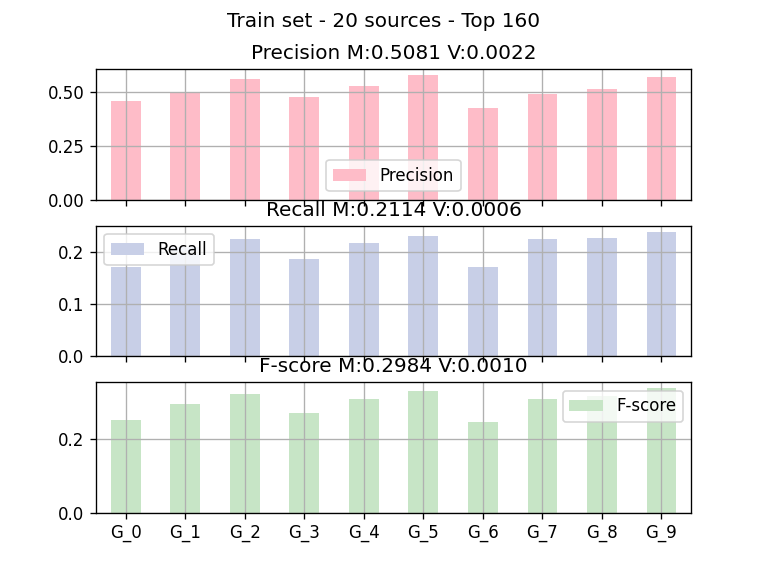 Train set - 20 sources - Top 160
Precision M:0.5081 V:0.0022
0.50
0.25
0.00
Precision
Recall M:0.2114 V:0.0006
0.2
0.1
0.0
Recall
F-score M:0.2984 V:0.0010
0.2
0.0
F-score
G_0 G_1 G_2 G_3 G_4 G_5 G_6 G_7 G_8 G_9